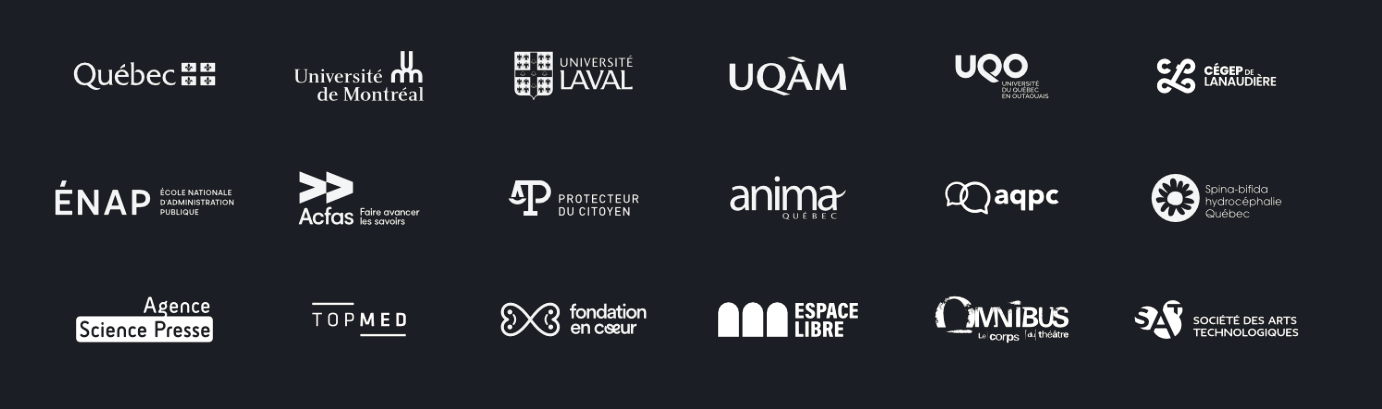 Québec
Université
de Montréal
UNIVERSITÉ
LAVAL
UQÀM
UQO
UNIVERSITÉ
DU QUÉBEC
EN OUTAOUAIS
CÉGEP DE
LANAUDIÈRE
ÉNAP
ÉCOLE NATIONALE
D'ADMINISTRATION
PUBLIQUE
Acfas
Faire avancer
les savoirs
PROTECTEUR
DU CITOYEN
anima
QUÉBEC
aqpc
Spina-bifida
hydrocéphalie
Québec
Agence
Science Presse
TOPMED
fondation
en cœur
ESPACE
LIBRE
OMNIBUS
Le corps du théâtre
SAT
SOCIÉTÉ DES ARTS
TECHNOLOGIQUES